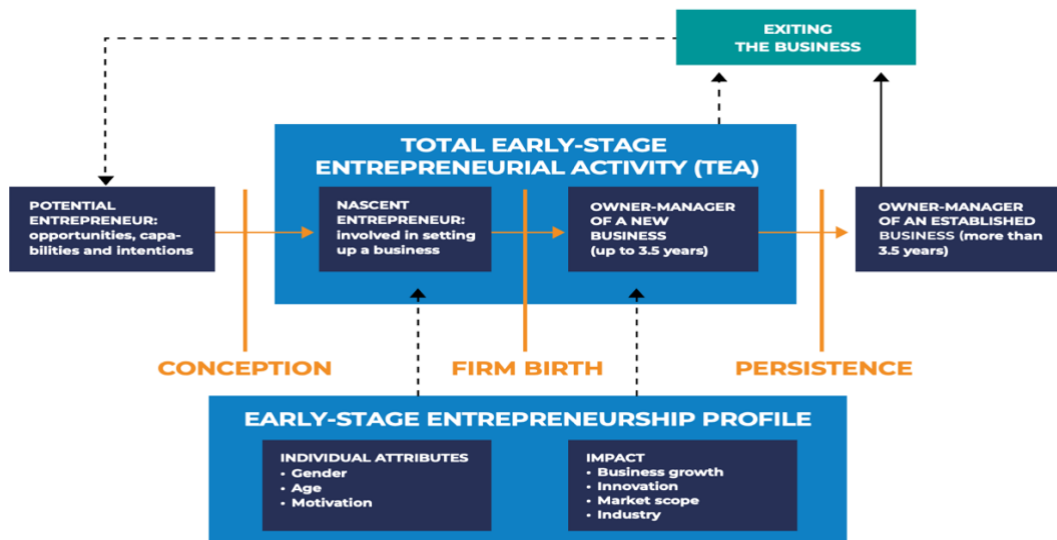 EXITING
THE BUSINESS
TOTAL EARLY-STAGE
ENTREPRENEURIAL ACTIVITY (TEA)
POTENTIAL
ENTREPRENEUR:
opportunities, capa-
bilities and intentions
NASCENT
ENTREPRENEUR:
involved in setting
up a business
OWNER-MANAGER
OF A NEW
BUSINESS
(up to 3.5 years)
OWNER-MANAGER
OF AN ESTABLISHED
BUSINESS (more than
3.5 years)
CONCEPTION
FIRM BIRTH
PERSISTENCE
EARLY-STAGE ENTREPRENEURSHIP PROFILE
INDIVIDUAL ATTRIBUTES
• Gender
• Age
• Motivation
IMPACT
• Business growth
• Innovation
• Market scope
• Industry